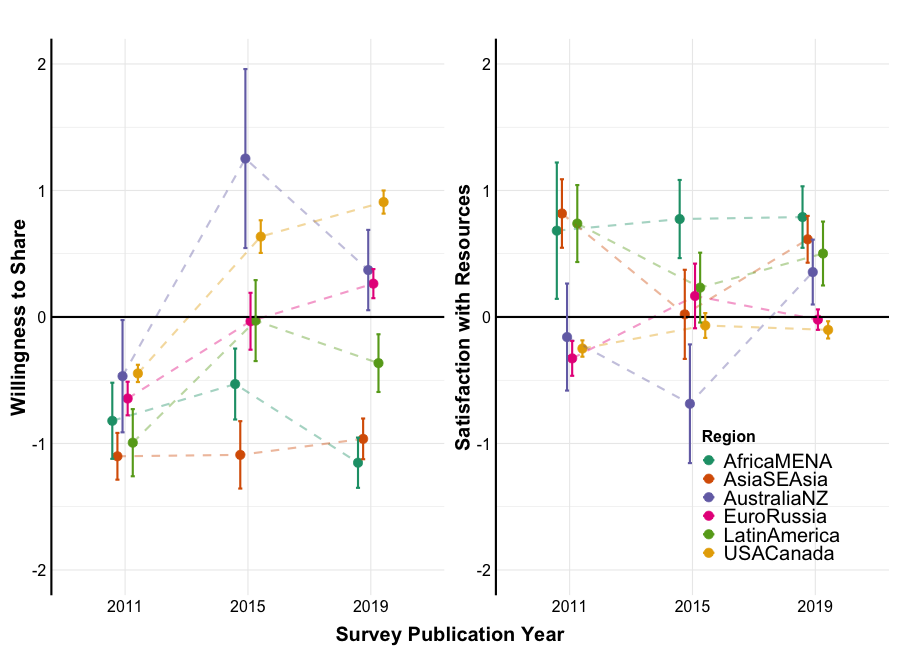 Willingness to Share
2
1
0
-1
-2
2011
2015
2019
Satisfaction with Resources
2
1
0
-1
-2
2011
2015
2019
Region
AfricaMENA
AsiaSEAsia
AustraliaNZ
EuroRussia
LatinAmerica
USACanada
Survey Publication Year